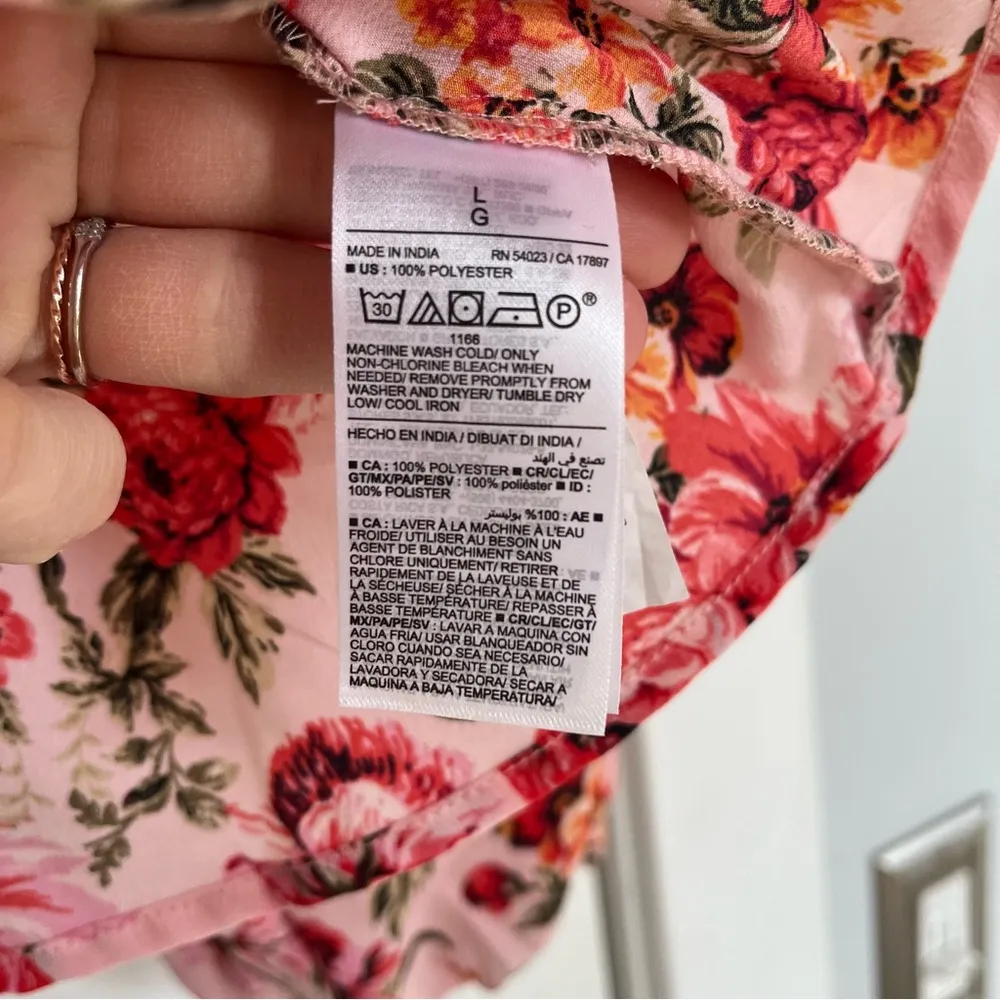 L
G
MADE IN INDIA RN 54023 / CA 17897
■ US : 100% POLYESTER
30 P®
1166
MACHINE WASH COLD/ ONLY
NON-CHLORINE BLEACH WHEN
NEEDED/ REMOVE PROMPTLY FROM
WASHER AND DRYER/ TUMBLE DRY
LOW/ COOL IRON
HECHO EN INDIA / DIBUAT DI INDIA /
تصنع في الهند
■ CA : 100% POLYESTER ■ CR/CL/EC/
GT/MX/PA/PE/SV : 100% poliéster ■ ID :
100% POLISTER
■ AE : 100% بوليستر
■ CA : LAVER À LA MACHINE À L'EAU
FROIDE/ UTILISER AU BESOIN UN
AGENT DE BLANCHIMENT SANS
CHLORE UNIQUEMENT/ RETIRER
RAPIDEMENT DE LA LAVEUSE ET DE
LA SÉCHEUSE/ SÉCHER À LA MACHINE
À BASSE TEMPÉRATURE/ REPASSER À
BASSE TEMPÉRATURE ■ CR/CL/EC/GT/
MX/PA/PE/SV : LAVAR A MAQUINA CON
AGUA FRIA/ USAR BLANQUEADOR SIN
CLORO CUANDO SEA NECESARIO/
SACAR RAPIDAMENTE DE LA
LAVADORA Y SECADORA/ SECAR A
MAQUINA A BAJA TEMPERATURA/